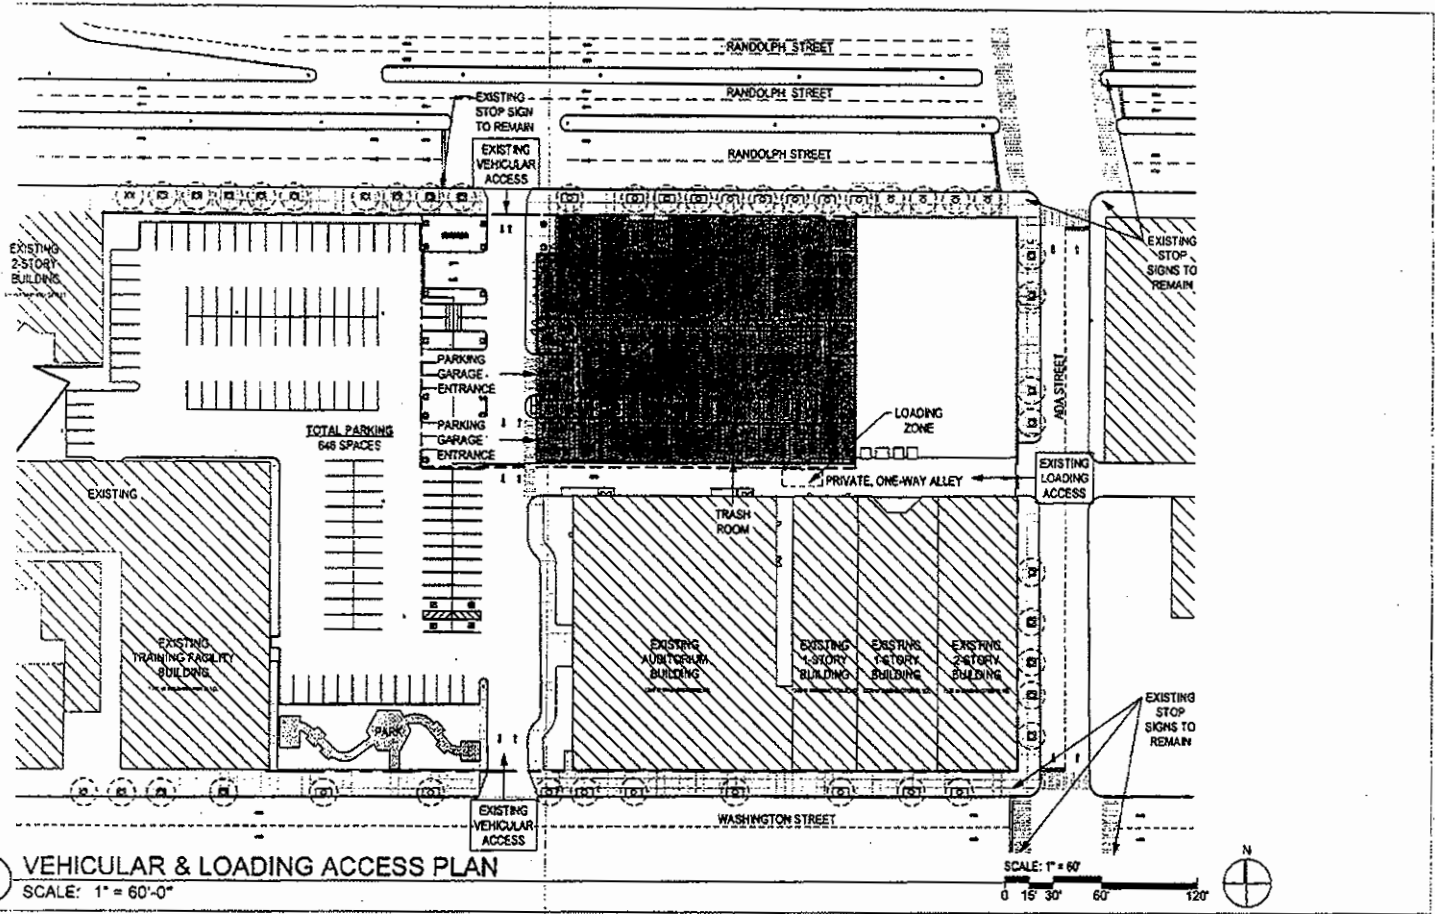 RANDOLPH STREET
RANDOLPH STREET
RANDOLPH STREET
EXISTING
STOP SIGN
TO REMAIN
EXISTING
VEHICULAR
ACCESS
EXISTING
2-STORY
BUILDING
EXISTING
STOP
SIGNS TO
REMAIN
PARKING
GARAGE
ENTRANCE
PARKING
GARAGE
ENTRANCE
ADA STREET
LOADING
ZONE
TOTAL PARKING
648 SPACES
EXISTING
LOADING
ACCESS
PRIVATE, ONE-WAY ALLEY
EXISTING
TRASH
ROOM
EXISTING
TRAINING FACILITY
BUILDING
EXISTING
AUDITORIUM
BUILDING
EXISTING
1-STORY
BUILDING
EXISTING
1-STORY
BUILDING
EXISTING
2-STORY
BUILDING
EXISTING
STOP
SIGNS TO
REMAIN
PARK
EXISTING
VEHICULAR
ACCESS
WASHINGTON STREET
VEHICULAR & LOADING ACCESS PLAN
SCALE: 1" = 60'-0"
SCALE: 1" = 60'
0 15' 30' 60' 120'
N